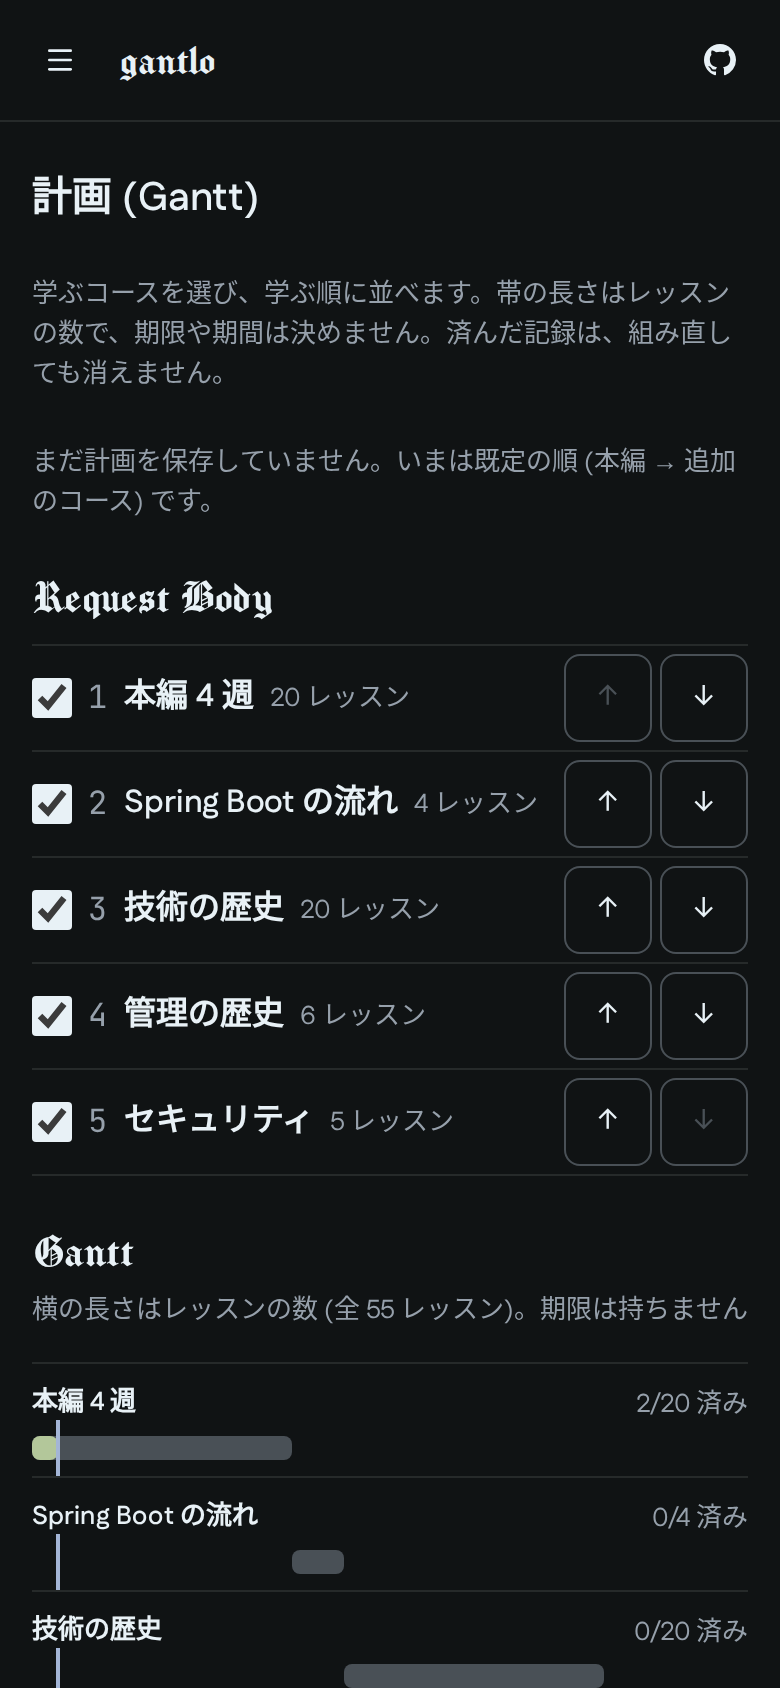 gantlo
計画 (Gantt)
学ぶコースを選び、学ぶ順に並べます。帯の長さはレッスン
の数で、期限や期間は決めません。済んだ記録は、組み直し
ても消えません。
まだ計画を保存していません。いまは既定の順 (本編 → 追加
のコース) です。
Request Body
1 本編 4 週 20 レッスン ↑ ↓
2 Spring Boot の流れ 4 レッスン ↑ ↓
3 技術の歴史 20 レッスン ↑ ↓
4 管理の歴史 6 レッスン ↑ ↓
5 セキュリティ 5 レッスン ↑ ↓
Gantt
横の長さはレッスンの数 (全 55 レッスン)。期限は持ちません
本編 4 週 2/20 済み
Spring Boot の流れ 0/4 済み
技術の歴史 0/20 済み